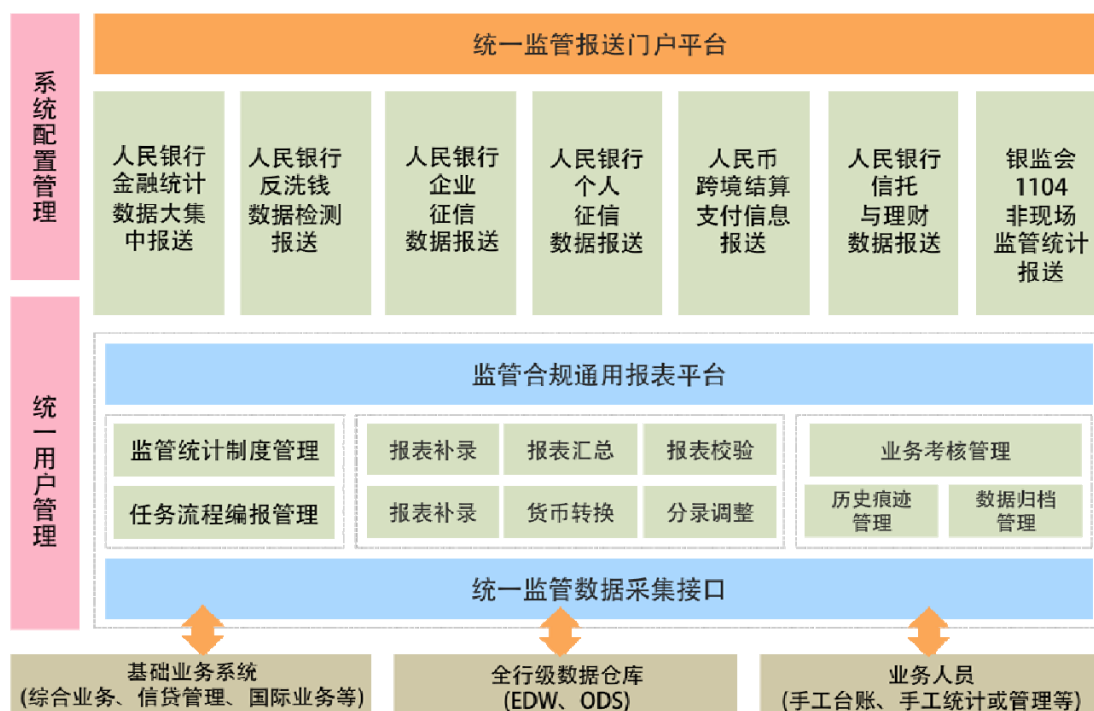 系统配置管理
统一用户管理
统一监管报送门户平台
人民银行
金融统计
数据大集
中报送
人民银行
反洗钱
数据检测
报送
人民银行
企业
征信
数据报送
人民银行
个人
征信
数据报送
人民币
跨境结算
支付信息
报送
人民银行
信托
与理财
数据报送
银监会
1104
非现场
监管统计
报送
监管合规通用报表平台
监管统计制度管理
任务流程编报管理
报表补录
报表汇总
报表校验
报表补录
货币转换
分录调整
业务考核管理
历史痕迹
管理
数据归档
管理
统一监管数据采集接口
基础业务系统
(综合业务、信贷管理、国际业务等)
全行级数据仓库
(EDW、ODS)
业务人员
(手工台账、手工统计或管理等)